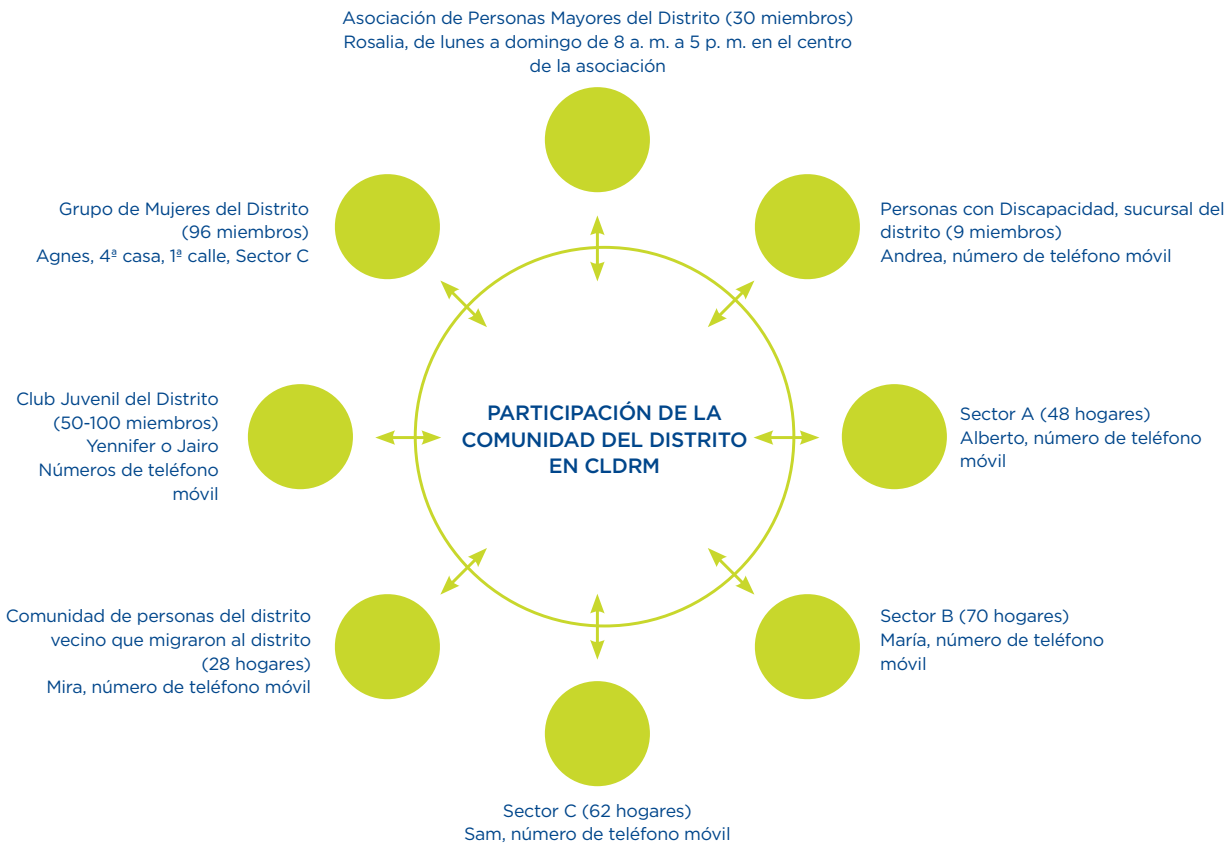 Asociación de Personas Mayores del Distrito (30 miembros)
Rosalia, de lunes a domingo de 8 a. m. a 5 p. m. en el centro
de la asociación
Grupo de Mujeres del Distrito
(96 miembros)
Agnes, 4ª casa, 1ª calle, Sector C
Personas con Discapacidad, sucursal del
distrito (9 miembros)
Andrea, número de teléfono móvil
Club Juvenil del Distrito
(50-100 miembros)
Yennifer o Jairo
Números de teléfono
móvil
PARTICIPACIÓN DE LA
COMUNIDAD DEL DISTRITO
EN CLDRM
Sector A (48 hogares)
Alberto, número de teléfono
móvil
Comunidad de personas del distrito
vecino que migraron al distrito
(28 hogares)
Mira, número de teléfono móvil
Sector B (70 hogares)
María, número de teléfono
móvil
Sector C (62 hogares)
Sam, número de teléfono móvil